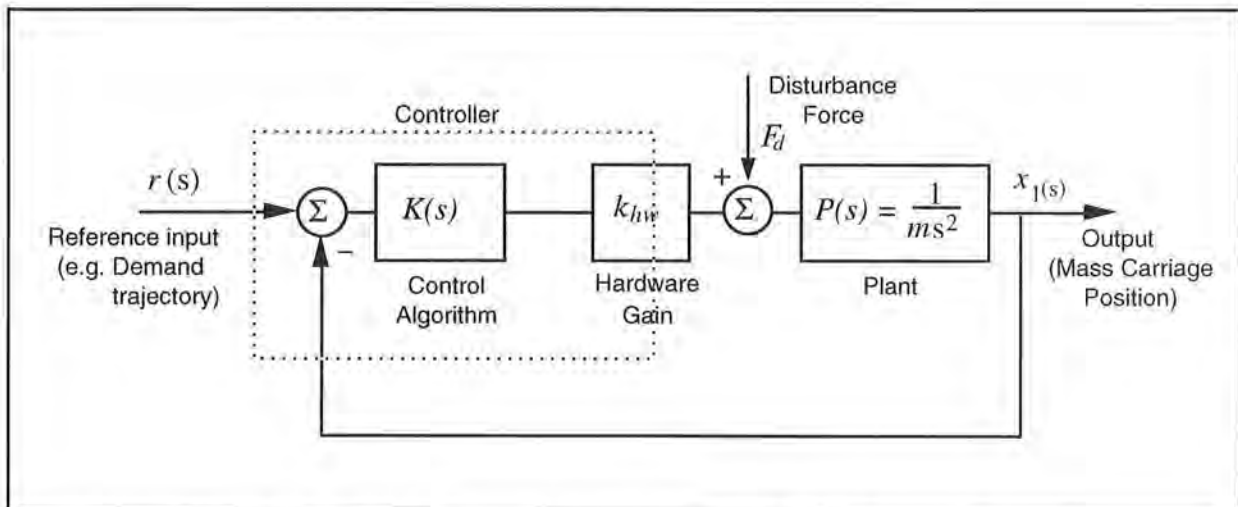 Controller
Disturbance
Force
F_d
r(s)
Σ
K(s)
k_hw
+
Σ
P(s) = 1/ms²
x_1(s)
Reference input
(e.g. Demand
trajectory)
−
Control
Algorithm
Hardware
Gain
Plant
Output
(Mass Carriage
Position)